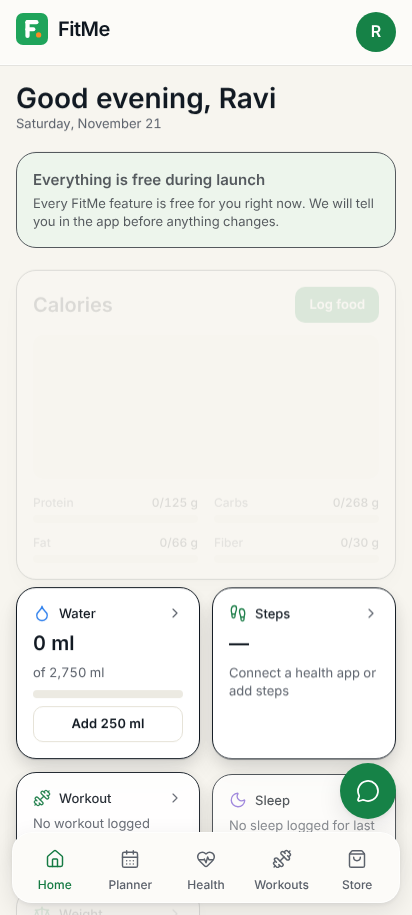 F.
FitMe
R
Good evening, Ravi
Saturday, November 21
Everything is free during launch
Every FitMe feature is free for you right now. We will tell
you in the app before anything changes.
Calories
Log food
Protein 0/125 g
Carbs 0/268 g
Fat 0/66 g
Fiber 0/30 g
Water
0 ml
of 2,750 ml
Add 250 ml
Steps
—
Connect a health app or
add steps
Workout
No workout logged
Sleep
No sleep logged for last
Home
Planner
Health
Workouts
Store
Weight